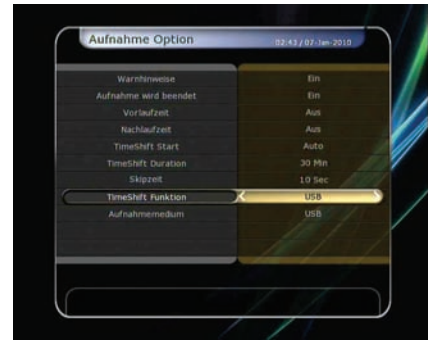 Aufnahme Option 02:43 / 07-Jan-2010
Warnhinweise Ein
Aufnahme wird beendet Ein
Vorlaufzeit Aus
Nachlaufzeit Aus
TimeShift Start Auto
TimeShift Duration 30 Min
Skipzeit 10 Sec
TimeShift Funktion USB
Aufnahmemedium USB